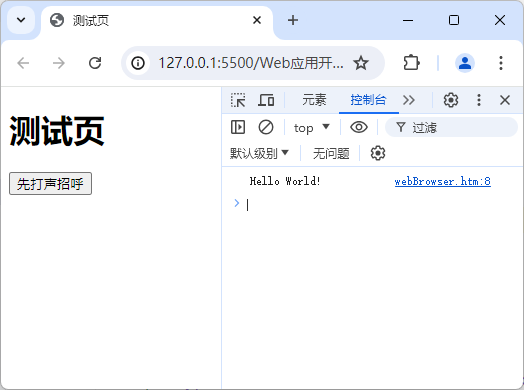 测试页
127.0.0.1:5500/Web应用开...
元素 控制台
top 过滤
默认级别 无问题
测试页
先打声招呼
Hello World! webBrowser.htm:8